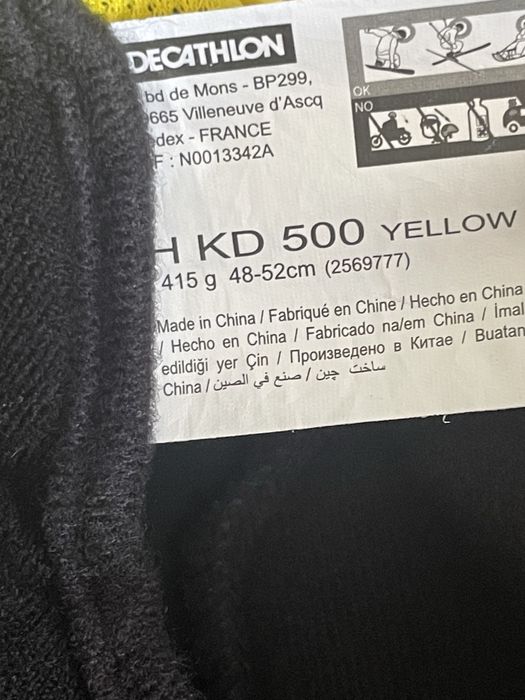 DECATHLON
bd de Mons - BP299,
665 Villeneuve d'Ascq
dex - FRANCE
F : N0013342A
OK
NO
H KD 500 YELLOW
415 g 48-52cm (2569777)
Made in China / Fabriqué en Chine / Hecho en China
/ Hecho en China / Fabricado na/em China / İmal
edildiği yer Çin / Произведено в Китае / Buatan
China / صنع في الصين / ساخت چین